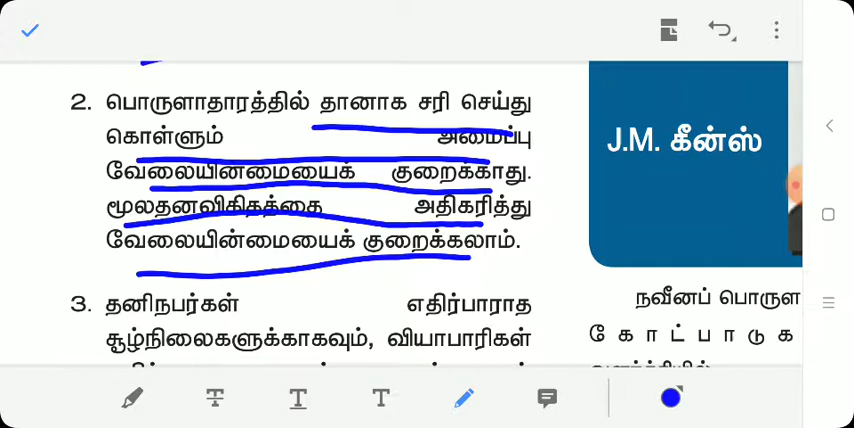 2. பொருளாதாரத்தில் தானாக சரி செய்து
கொள்ளும் அமைப்பு
வேலையின்மையைக் குறைக்காது.
மூலதனவிகிதத்தை அதிகரித்து
வேலையின்மையைக் குறைக்கலாம்.
3. தனிநபர்கள் எதிர்பாராத
சூழ்நிலைகளுக்காகவும், வியாபாரிகள்
J.M. கீன்ஸ்
நவீனப் பொருள
கோட்பாடுக